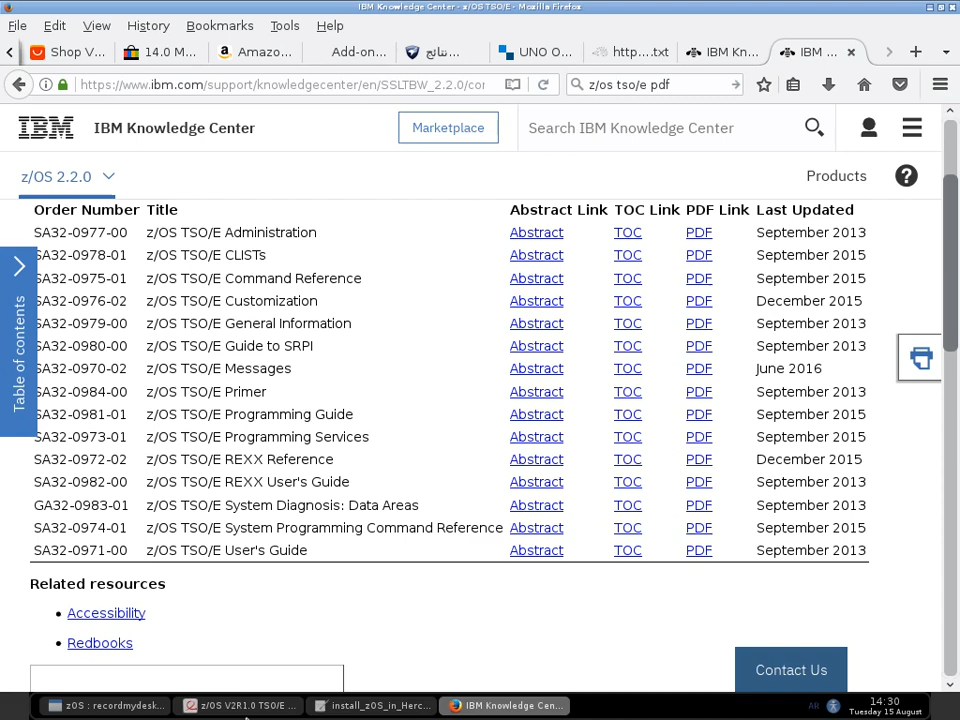 IBM Knowledge Center - z/OS TSO/E - Mozilla Firefox
File Edit View History Bookmarks Tools Help
Shop V... 14.0 M... Amazo... Add-on... نتائج... UNO O... http....txt IBM Kn... IBM ...
https://www.ibm.com/support/knowledgecenter/en/SSLTBW_2.2.0/cor z/os tso/e pdf
IBM IBM Knowledge Center Marketplace Search IBM Knowledge Center
z/OS 2.2.0 Products ?
Order Number Title Abstract Link TOC Link PDF Link Last Updated
SA32-0977-00 z/OS TSO/E Administration Abstract TOC PDF September 2013
SA32-0978-01 z/OS TSO/E CLISTs Abstract TOC PDF September 2015
SA32-0975-01 z/OS TSO/E Command Reference Abstract TOC PDF September 2015
SA32-0976-02 z/OS TSO/E Customization Abstract TOC PDF December 2015
SA32-0979-00 z/OS TSO/E General Information Abstract TOC PDF September 2013
SA32-0980-00 z/OS TSO/E Guide to SRPI Abstract TOC PDF September 2013
SA32-0970-02 z/OS TSO/E Messages Abstract TOC PDF June 2016
SA32-0984-00 z/OS TSO/E Primer Abstract TOC PDF September 2013
SA32-0981-01 z/OS TSO/E Programming Guide Abstract TOC PDF September 2015
SA32-0973-01 z/OS TSO/E Programming Services Abstract TOC PDF September 2015
SA32-0972-02 z/OS TSO/E REXX Reference Abstract TOC PDF December 2015
SA32-0982-00 z/OS TSO/E REXX User's Guide Abstract TOC PDF September 2013
GA32-0983-01 z/OS TSO/E System Diagnosis: Data Areas Abstract TOC PDF September 2013
SA32-0974-01 z/OS TSO/E System Programming Command Reference Abstract TOC PDF September 2015
SA32-0971-00 z/OS TSO/E User's Guide Abstract TOC PDF September 2013
Table of contents
Related resources
• Accessibility
• Redbooks
Contact Us
zOS : recordmydesk... z/OS V2R1.0 TSO/E ... install_zOS_in_Herc... IBM Knowledge Cen... AR 14:30
Tuesday 15 August